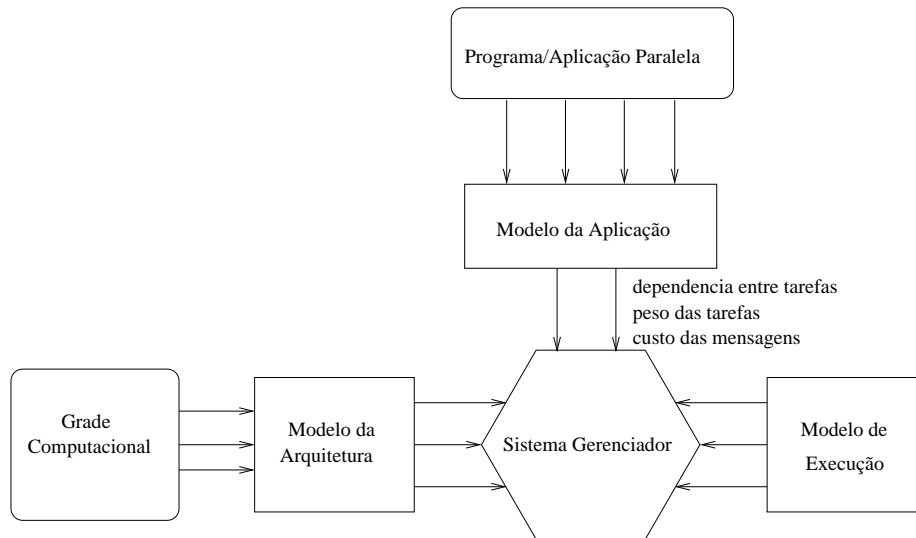 Programa/Aplicação Paralela
Modelo da Aplicação
dependencia entre tarefas
peso das tarefas
custo das mensagens
Grade
Computacional
Modelo da
Arquitetura
Sistema Gerenciador
Modelo de
Execução